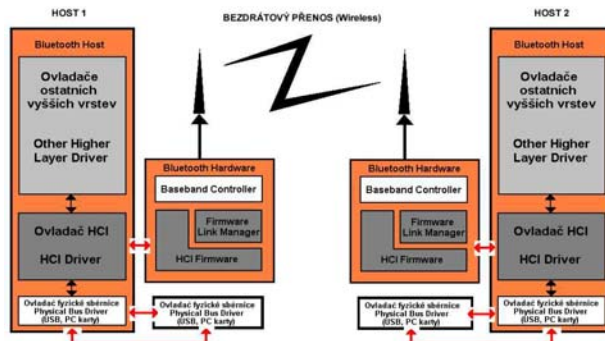 HOST 1
BEZDRÁTOVÝ PŘENOS (Wireless)
HOST 2
Bluetooth Host
Ovladače
ostatních
vyšších vrstev
Other Higher
Layer Driver
Ovladač HCI
HCI Driver
Ovladač fyzické sběrnice
Physical Bus Driver
(USB, PC karty)
Bluetooth Hardware
Baseband Controller
Firmware
Link Manager
HCI Firmware
Ovladač fyzické sběrnice
Physical Bus Driver
(USB, PC karty)
Bluetooth Hardware
Baseband Controller
Firmware
Link Manager
HCI Firmware
Ovladač fyzické sběrnice
Physical Bus Driver
(USB, PC karty)
Bluetooth Host
Ovladače
ostatních
vyšších vrstev
Other Higher
Layer Driver
Ovladač HCI
HCI Driver
Ovladač fyzické sběrnice
Physical Bus Driver
(USB, PC karty)